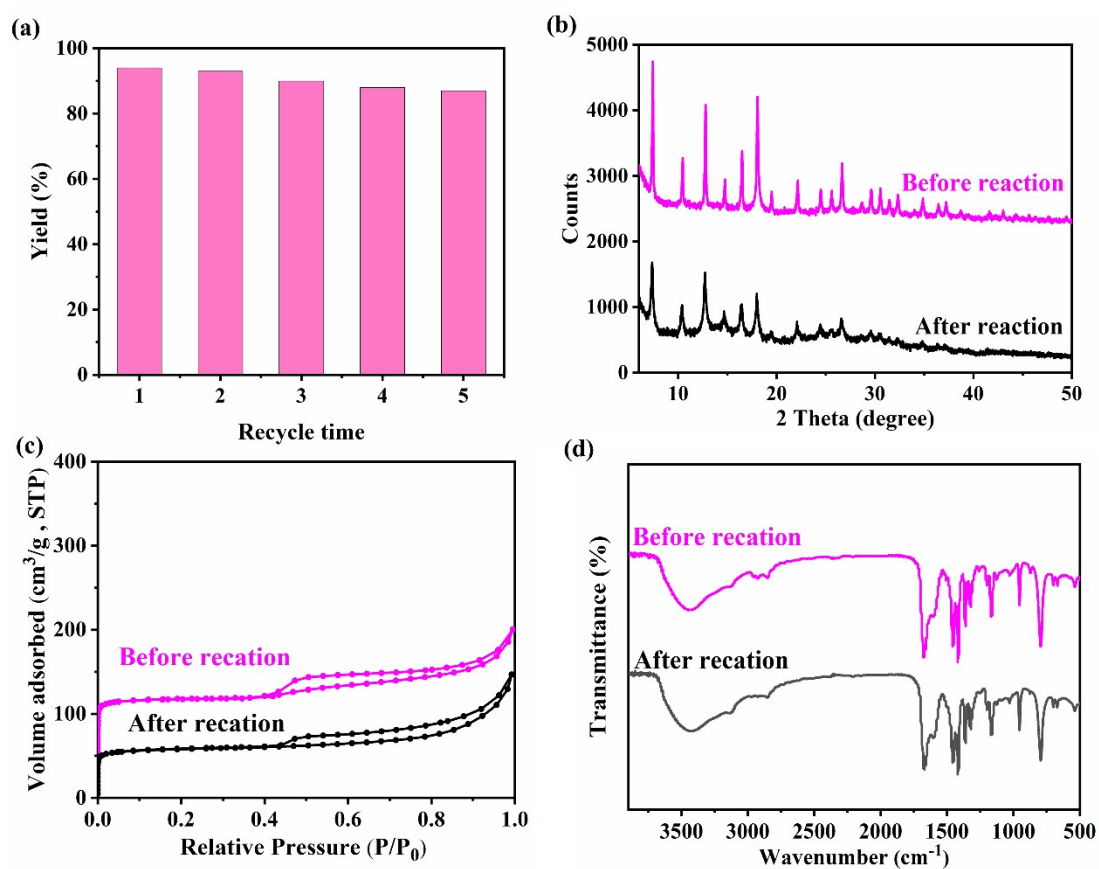 (a)
100
80
60
40
20
0
Yield (%)
1 2 3 4 5
Recycle time
(b)
5000
4000
3000
2000
1000
0
Counts
Before reaction
After reaction
10 20 30 40 50
2 Theta (degree)
(c)
400
300
200
100
0
Volume adsorbed (cm³/g , STP)
Before recation
After recation
0.0 0.2 0.4 0.6 0.8 1.0
Relative Pressure (P/P₀)
(d)
Transmittance (%)
Before recation
After recation
3500 3000 2500 2000 1500 1000 500
Wavenumber (cm⁻¹)